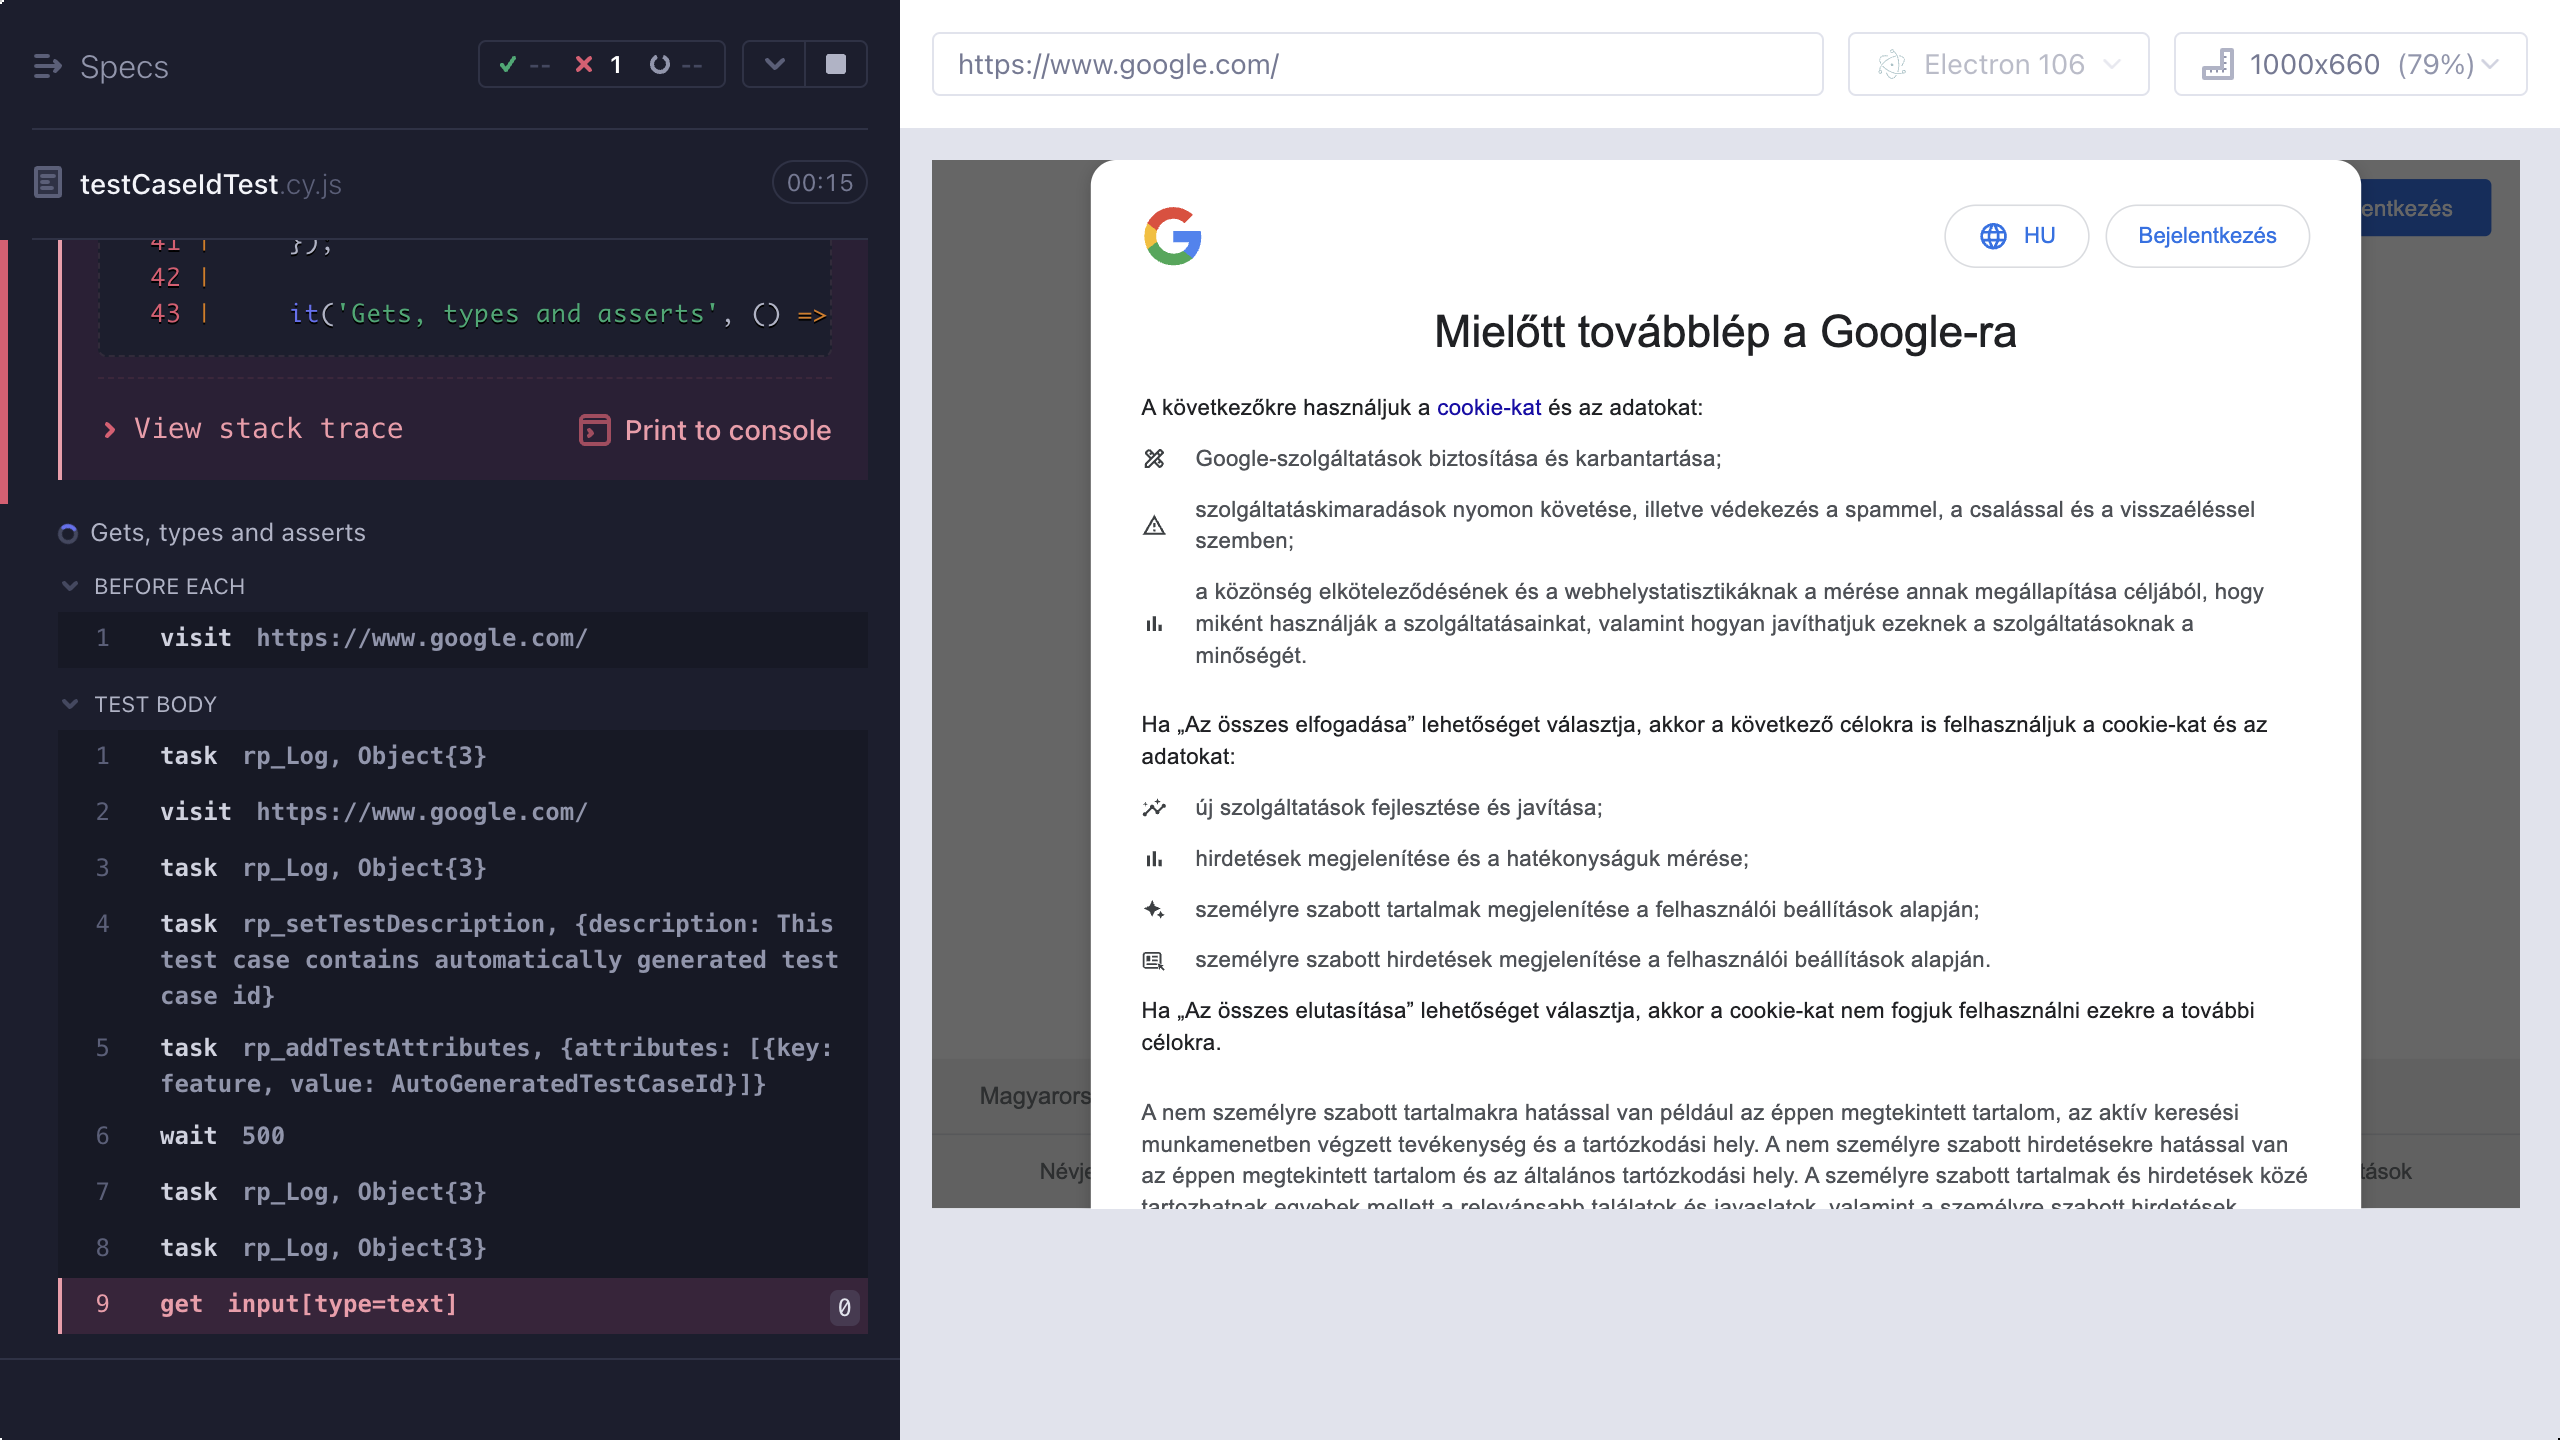 Specs
-- 1 --
testCaseIdTest.cy.js
00:15
41 | });
42 |
43 | it('Gets, types and asserts', () =>
View stack trace
Print to console
Gets, types and asserts
BEFORE EACH
1 visit https://www.google.com/
TEST BODY
1 task rp_Log, Object{3}
2 visit https://www.google.com/
3 task rp_Log, Object{3}
4 task rp_setTestDescription, {description: This
test case contains automatically generated test
case id}
5 task rp_addTestAttributes, {attributes: [{key:
feature, value: AutoGeneratedTestCaseId}]}
6 wait 500
7 task rp_Log, Object{3}
8 task rp_Log, Object{3}
9 get input[type=text] 0
https://www.google.com/
Electron 106
1000x660 (79%)
entkezés
HU
Bejelentkezés
Mielőtt továbblép a Google-ra
A következőkre használjuk a cookie-kat és az adatokat:
Google-szolgáltatások biztosítása és karbantartása;
szolgáltatáskimaradások nyomon követése, illetve védekezés a spammel, a csalással és a visszaéléssel
szemben;
a közönség elköteleződésének és a webhelystatisztikáknak a mérése annak megállapítása céljából, hogy
miként használják a szolgáltatásainkat, valamint hogyan javíthatjuk ezeknek a szolgáltatásoknak a
minőségét.
Ha „Az összes elfogadása” lehetőséget választja, akkor a következő célokra is felhasználjuk a cookie-kat és az
adatokat:
új szolgáltatások fejlesztése és javítása;
hirdetések megjelenítése és a hatékonyságuk mérése;
személyre szabott tartalmak megjelenítése a felhasználói beállítások alapján;
személyre szabott hirdetések megjelenítése a felhasználói beállítások alapján.
Ha „Az összes elutasítása” lehetőséget választja, akkor a cookie-kat nem fogjuk felhasználni ezekre a további
célokra.
A nem személyre szabott tartalmakra hatással van például az éppen megtekintett tartalom, az aktív keresési
munkamenetben végzett tevékenység és a tartózkodási hely. A nem személyre szabott hirdetésekre hatással van
az éppen megtekintett tartalom és az általános tartózkodási hely. A személyre szabott tartalmak és hirdetések közé
tartozhatnak egyebek mellett a relevánsabb találatok és javaslatok, valamint a személyre szabott hirdetések
Magyarors
Névje
tások